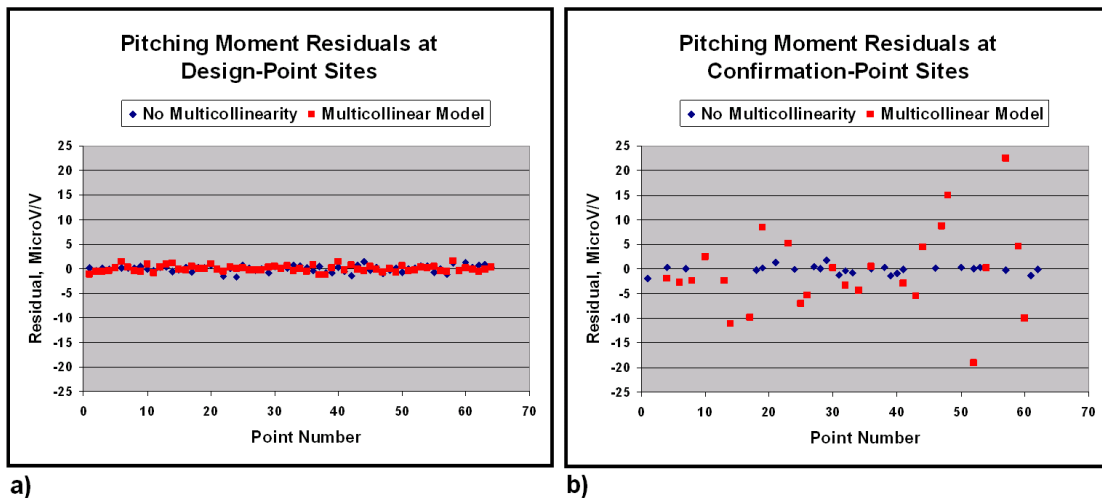 Pitching Moment Residuals at
Design-Point Sites
No Multicollinearity Multicollinear Model
Residual, MicroV/V
25
20
15
10
5
0
-5
-10
-15
-20
-25
0 10 20 30 40 50 60 70
Point Number
a)
Pitching Moment Residuals at
Confirmation-Point Sites
No Multicollinearity Multicollinear Model
Residual, MicroV/V
25
20
15
10
5
0
-5
-10
-15
-20
-25
0 10 20 30 40 50 60 70
Point Number
b)